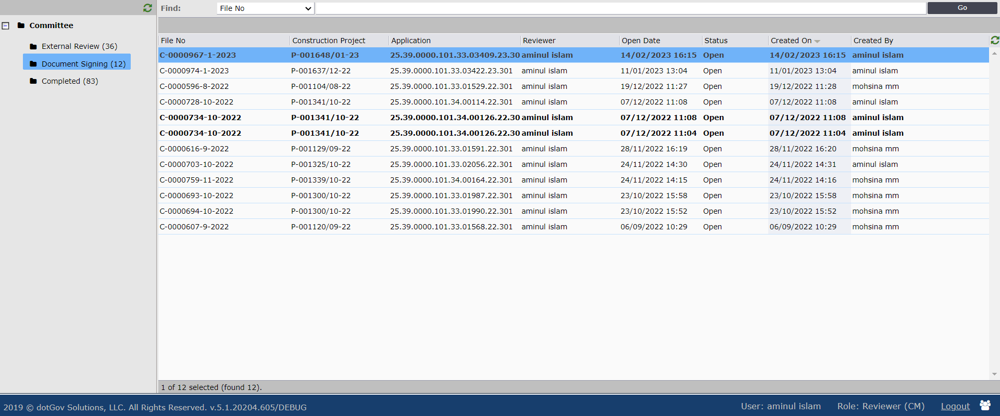 Find: File No Go
Committee
External Review (36)
Document Signing (12)
Completed (83)
File No Construction Project Application Reviewer Open Date Status Created On Created By
C-0000967-1-2023 P-001648/01-23 25.39.0000.101.33.03409.23.30 aminul islam 14/02/2023 16:15 Open 14/02/2023 16:15 aminul islam
C-0000974-1-2023 P-001637/12-22 25.39.0000.101.33.03422.23.301 aminul islam 11/01/2023 13:04 Open 11/01/2023 13:04 aminul islam
C-0000596-8-2022 P-001104/08-22 25.39.0000.101.33.01529.22.301 aminul islam 19/12/2022 11:27 Open 19/12/2022 11:28 mohsina mm
C-0000728-10-2022 P-001341/10-22 25.39.0000.101.34.00114.22.301 aminul islam 07/12/2022 11:08 Open 07/12/2022 11:08 aminul islam
C-0000734-10-2022 P-001341/10-22 25.39.0000.101.34.00126.22.30 aminul islam 07/12/2022 11:08 Open 07/12/2022 11:08 aminul islam
C-0000734-10-2022 P-001341/10-22 25.39.0000.101.34.00126.22.30 aminul islam 07/12/2022 11:04 Open 07/12/2022 11:04 aminul islam
C-0000616-9-2022 P-001129/09-22 25.39.0000.101.33.01591.22.301 aminul islam 28/11/2022 16:19 Open 28/11/2022 16:20 mohsina mm
C-0000703-10-2022 P-001325/10-22 25.39.0000.101.33.02056.22.301 aminul islam 24/11/2022 14:30 Open 24/11/2022 14:31 aminul islam
C-0000759-11-2022 P-001339/10-22 25.39.0000.101.34.00164.22.301 aminul islam 24/11/2022 14:15 Open 24/11/2022 14:16 mohsina mm
C-0000693-10-2022 P-001300/10-22 25.39.0000.101.33.01987.22.301 aminul islam 23/10/2022 15:58 Open 23/10/2022 15:58 mohsina mm
C-0000694-10-2022 P-001300/10-22 25.39.0000.101.33.01990.22.301 aminul islam 23/10/2022 15:52 Open 23/10/2022 15:52 mohsina mm
C-0000607-9-2022 P-001120/09-22 25.39.0000.101.33.01568.22.301 aminul islam 06/09/2022 10:29 Open 06/09/2022 10:29 mohsina mm
1 of 12 selected (found 12).
2019 © dotGov Solutions, LLC. All Rights Reserved. v.5.1.20204.605/DEBUG User: aminul islam Role: Reviewer (CM) Logout